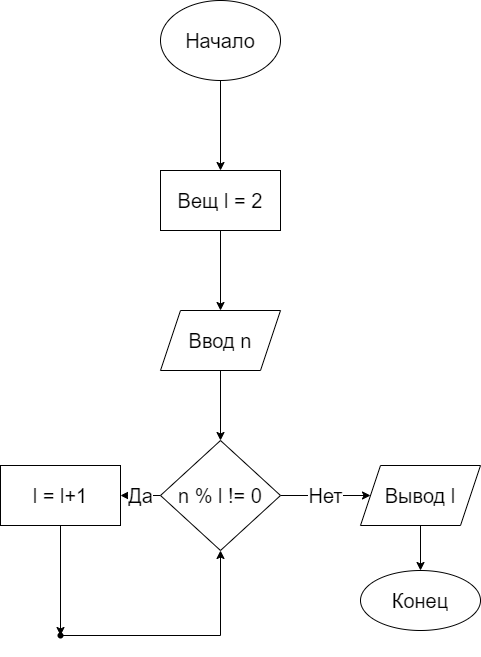 Начало
Вещ I = 2
Ввод n
I = I+1
Да
n % I != 0
Нет
Вывод I
Конец